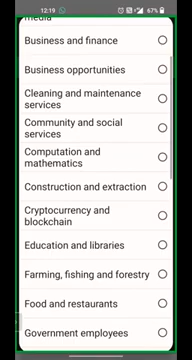 12:19
67%
media
Business and finance
Business opportunities
Cleaning and maintenance
services
Community and social
services
Computation and
mathematics
Construction and extraction
Cryptocurrency and
blockchain
Education and libraries
Farming, fishing and forestry
Food and restaurants
Government employees